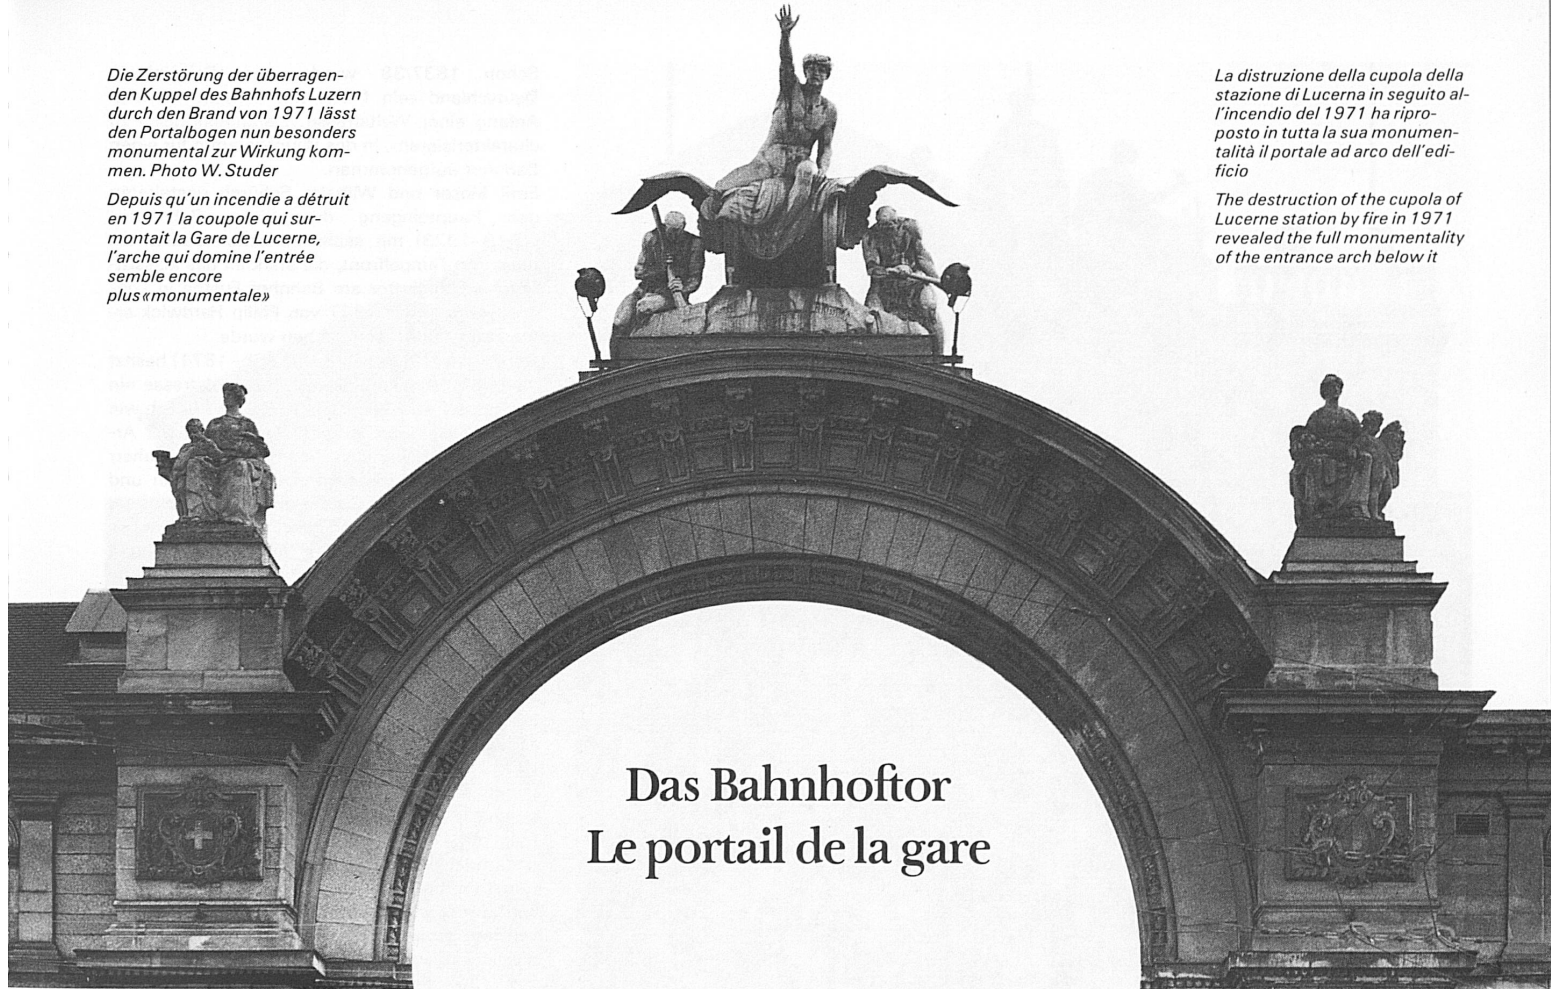 Die Zerstörung der überragen-
den Kuppel des Bahnhofs Luzern
durch den Brand von 1971 lässt
den Portalbogen nun besonders
monumental zur Wirkung kom-
men. Photo W. Studer
Depuis qu'un incendie a détruit
en 1971 la coupole qui sur-
montait la Gare de Lucerne,
l'arche qui domine l'entrée
semble encore
plus «monumentale»
La distruzione della cupola della
stazione di Lucerna in seguito al-
l'incendio del 1971 ha ripro-
posto in tutta la sua monumen-
talità il portale ad arco dell'edi-
ficio
The destruction of the cupola of
Lucerne station by fire in 1971
revealed the full monumentality
of the entrance arch below it
Das Bahnhoftor
Le portail de la gare